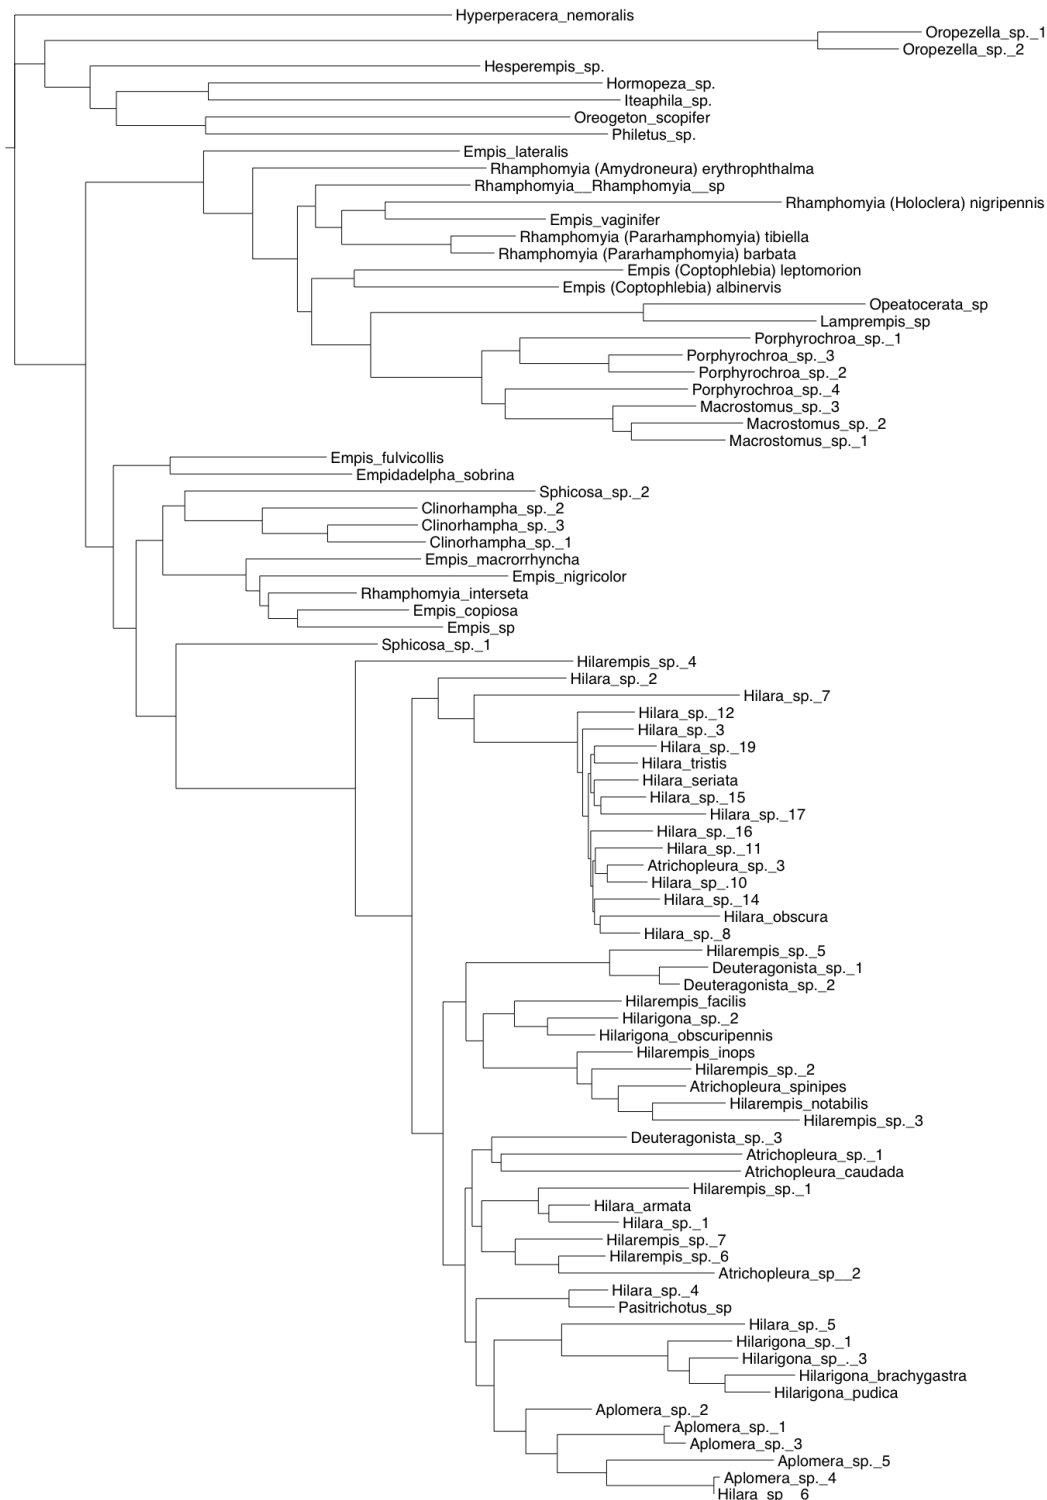 Hyperperacera_nemoralis
Oropezella_sp._1
Oropezella_sp._2
Hesperempis_sp.
Hormopeza_sp.
Iteaphila_sp.
Oreogeton_scopifer
Philetus_sp.
Empis_lateralis
Rhamphomyia (Amydroneura) erythrophthalma
Rhamphomyia__Rhamphomyia__sp
Rhamphomyia (Holoclera) nigripennis
Empis_vaginifer
Rhamphomyia (Pararhamphomyia) tibiella
Rhamphomyia (Pararhamphomyia) barbata
Empis (Coptophlebia) leptomorion
Empis (Coptophlebia) albinervis
Opeatocerata_sp
Lamprempis_sp
Porphyrochroa_sp._1
Porphyrochroa_sp._3
Porphyrochroa_sp._2
Porphyrochroa_sp._4
Macrostomus_sp._3
Macrostomus_sp._2
Macrostomus_sp._1
Empis_fulvicollis
Empidadelpha_sobrina
Sphicosa_sp._2
Clinorhampha_sp._2
Clinorhampha_sp._3
Clinorhampha_sp._1
Empis_macrorrhyncha
Empis_nigricolor
Rhamphomyia_interseta
Empis_copiosa
Empis_sp
Sphicosa_sp._1
Hilarempis_sp._4
Hilara_sp._2
Hilara_sp._7
Hilara_sp._12
Hilara_sp._3
Hilara_sp._19
Hilara_tristis
Hilara_seriata
Hilara_sp._15
Hilara_sp._17
Hilara_sp._16
Hilara_sp._11
Atrichopleura_sp._3
Hilara_sp_.10
Hilara_sp._14
Hilara_obscura
Hilara_sp._8
Hilarempis_sp._5
Deuteragonista_sp._1
Deuteragonista_sp._2
Hilarempis_facilis
Hilarigona_sp._2
Hilarigona_obscuripennis
Hilarempis_inops
Hilarempis_sp._2
Atrichopleura_spinipes
Hilarempis_notabilis
Hilarempis_sp._3
Deuteragonista_sp._3
Atrichopleura_sp._1
Atrichopleura_caudada
Hilarempis_sp._1
Hilara_armata
Hilara_sp._1
Hilarempis_sp._7
Hilarempis_sp._6
Atrichopleura_sp__2
Hilara_sp._4
Pasitrichotus_sp
Hilara_sp._5
Hilarigona_sp._1
Hilarigona_sp_._3
Hilarigona_brachygastra
Hilarigona_pudica
Aplomera_sp._2
Aplomera_sp._1
Aplomera_sp._3
Aplomera_sp._5
Aplomera_sp._4
Hilara_sp__6